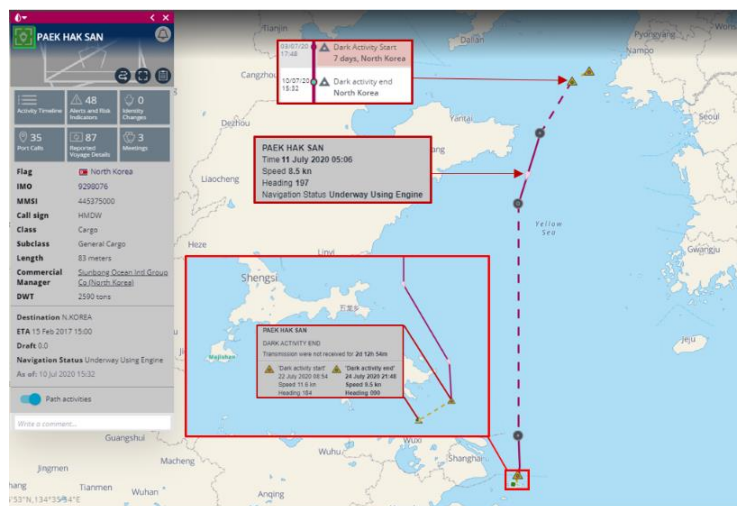 PAEK HAK SAN
Activity Timeline
48
Alerts and Risk Indicators
0
Identity Changes
35
Port Calls
87
Reported Voyage Details
3
Meetings
Flag North Korea
IMO 9298076
MMSI 445375000
Call sign HMDW
Class Cargo
Subclass General Cargo
Length 83 meters
Commercial Manager Sunbong Ocean Ind Group Co (North Korea)
DWT 2590 tons
Destination N.KOREA
ETA 15 Feb 2017 15:00
Draft 0.0
Navigation Status Underway Using Engine
As of: 10 Jul 2020 15:32
Path activities
Write a comment...
03/07/20 Dark Activity Start
17:48 7 days, North Korea
10/07/20 Dark activity end
15:32 North Korea
PAEK HAK SAN
Time 11 July 2020 05:06
Speed 8.5 kn
Heading 197
Navigation Status Underway Using Engine
PAEK HAK SAN
DARK ACTIVITY END
Transmission were not received for 2d 12h 54m
"Dark activity start" "Dark activity end"
22 July 2020 08:54 24 July 2020 21:48
Speed 11.6 kn Speed 9.5 kn
Heading 184 Heading 090
Shengsi
Majishan
Tianjin
Dalian
Pyongyang
Wons
Nampo
Cangzhou
Seoul
Dezhou
Yantai
ang
Liaocheng
Yellow
Sea
Heze
Linyi
Gwangju
Jeju
Guangshui
Macheng
Wuhu
Wuxi
Shanghai
Jingmen
Tianmen
Wuhan
Anqing